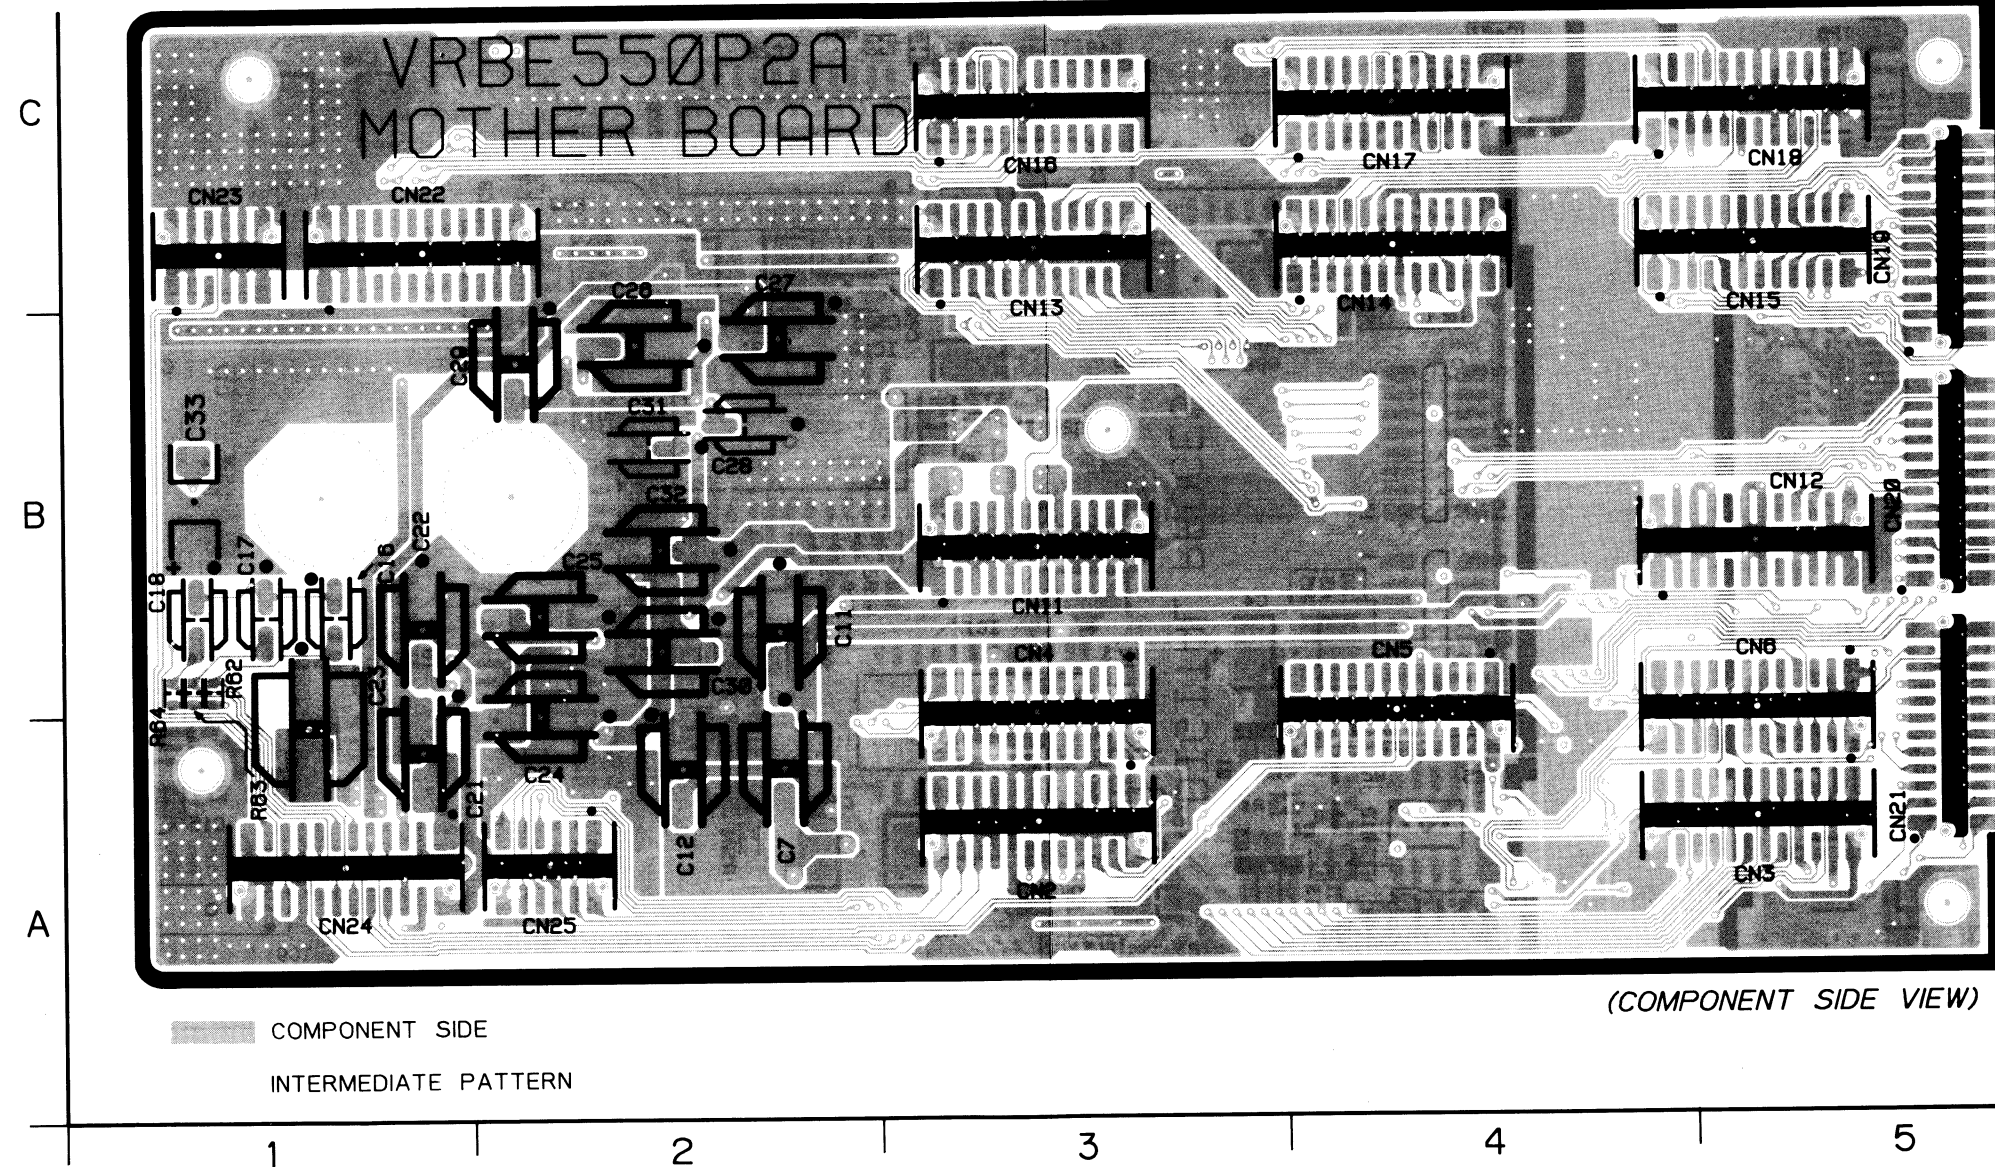 VRBE550P2A
MOTHER BOARD
C
CN16
CN17
CN18
CN23
CN22
CN19
C26
C27
CN13
CN14
CN15
C29
C33
C31
C28
B
C32
CN12
CN20
C22
C17
C16
C25
C18
CN11
C11
CN4
CN5
CN6
R62
C23
C30
R64
C24
R63
C21
CN21
C12
C7
CN2
CN3
A
CN24
CN25
(COMPONENT SIDE VIEW)
COMPONENT SIDE
INTERMEDIATE PATTERN
1
2
3
4
5